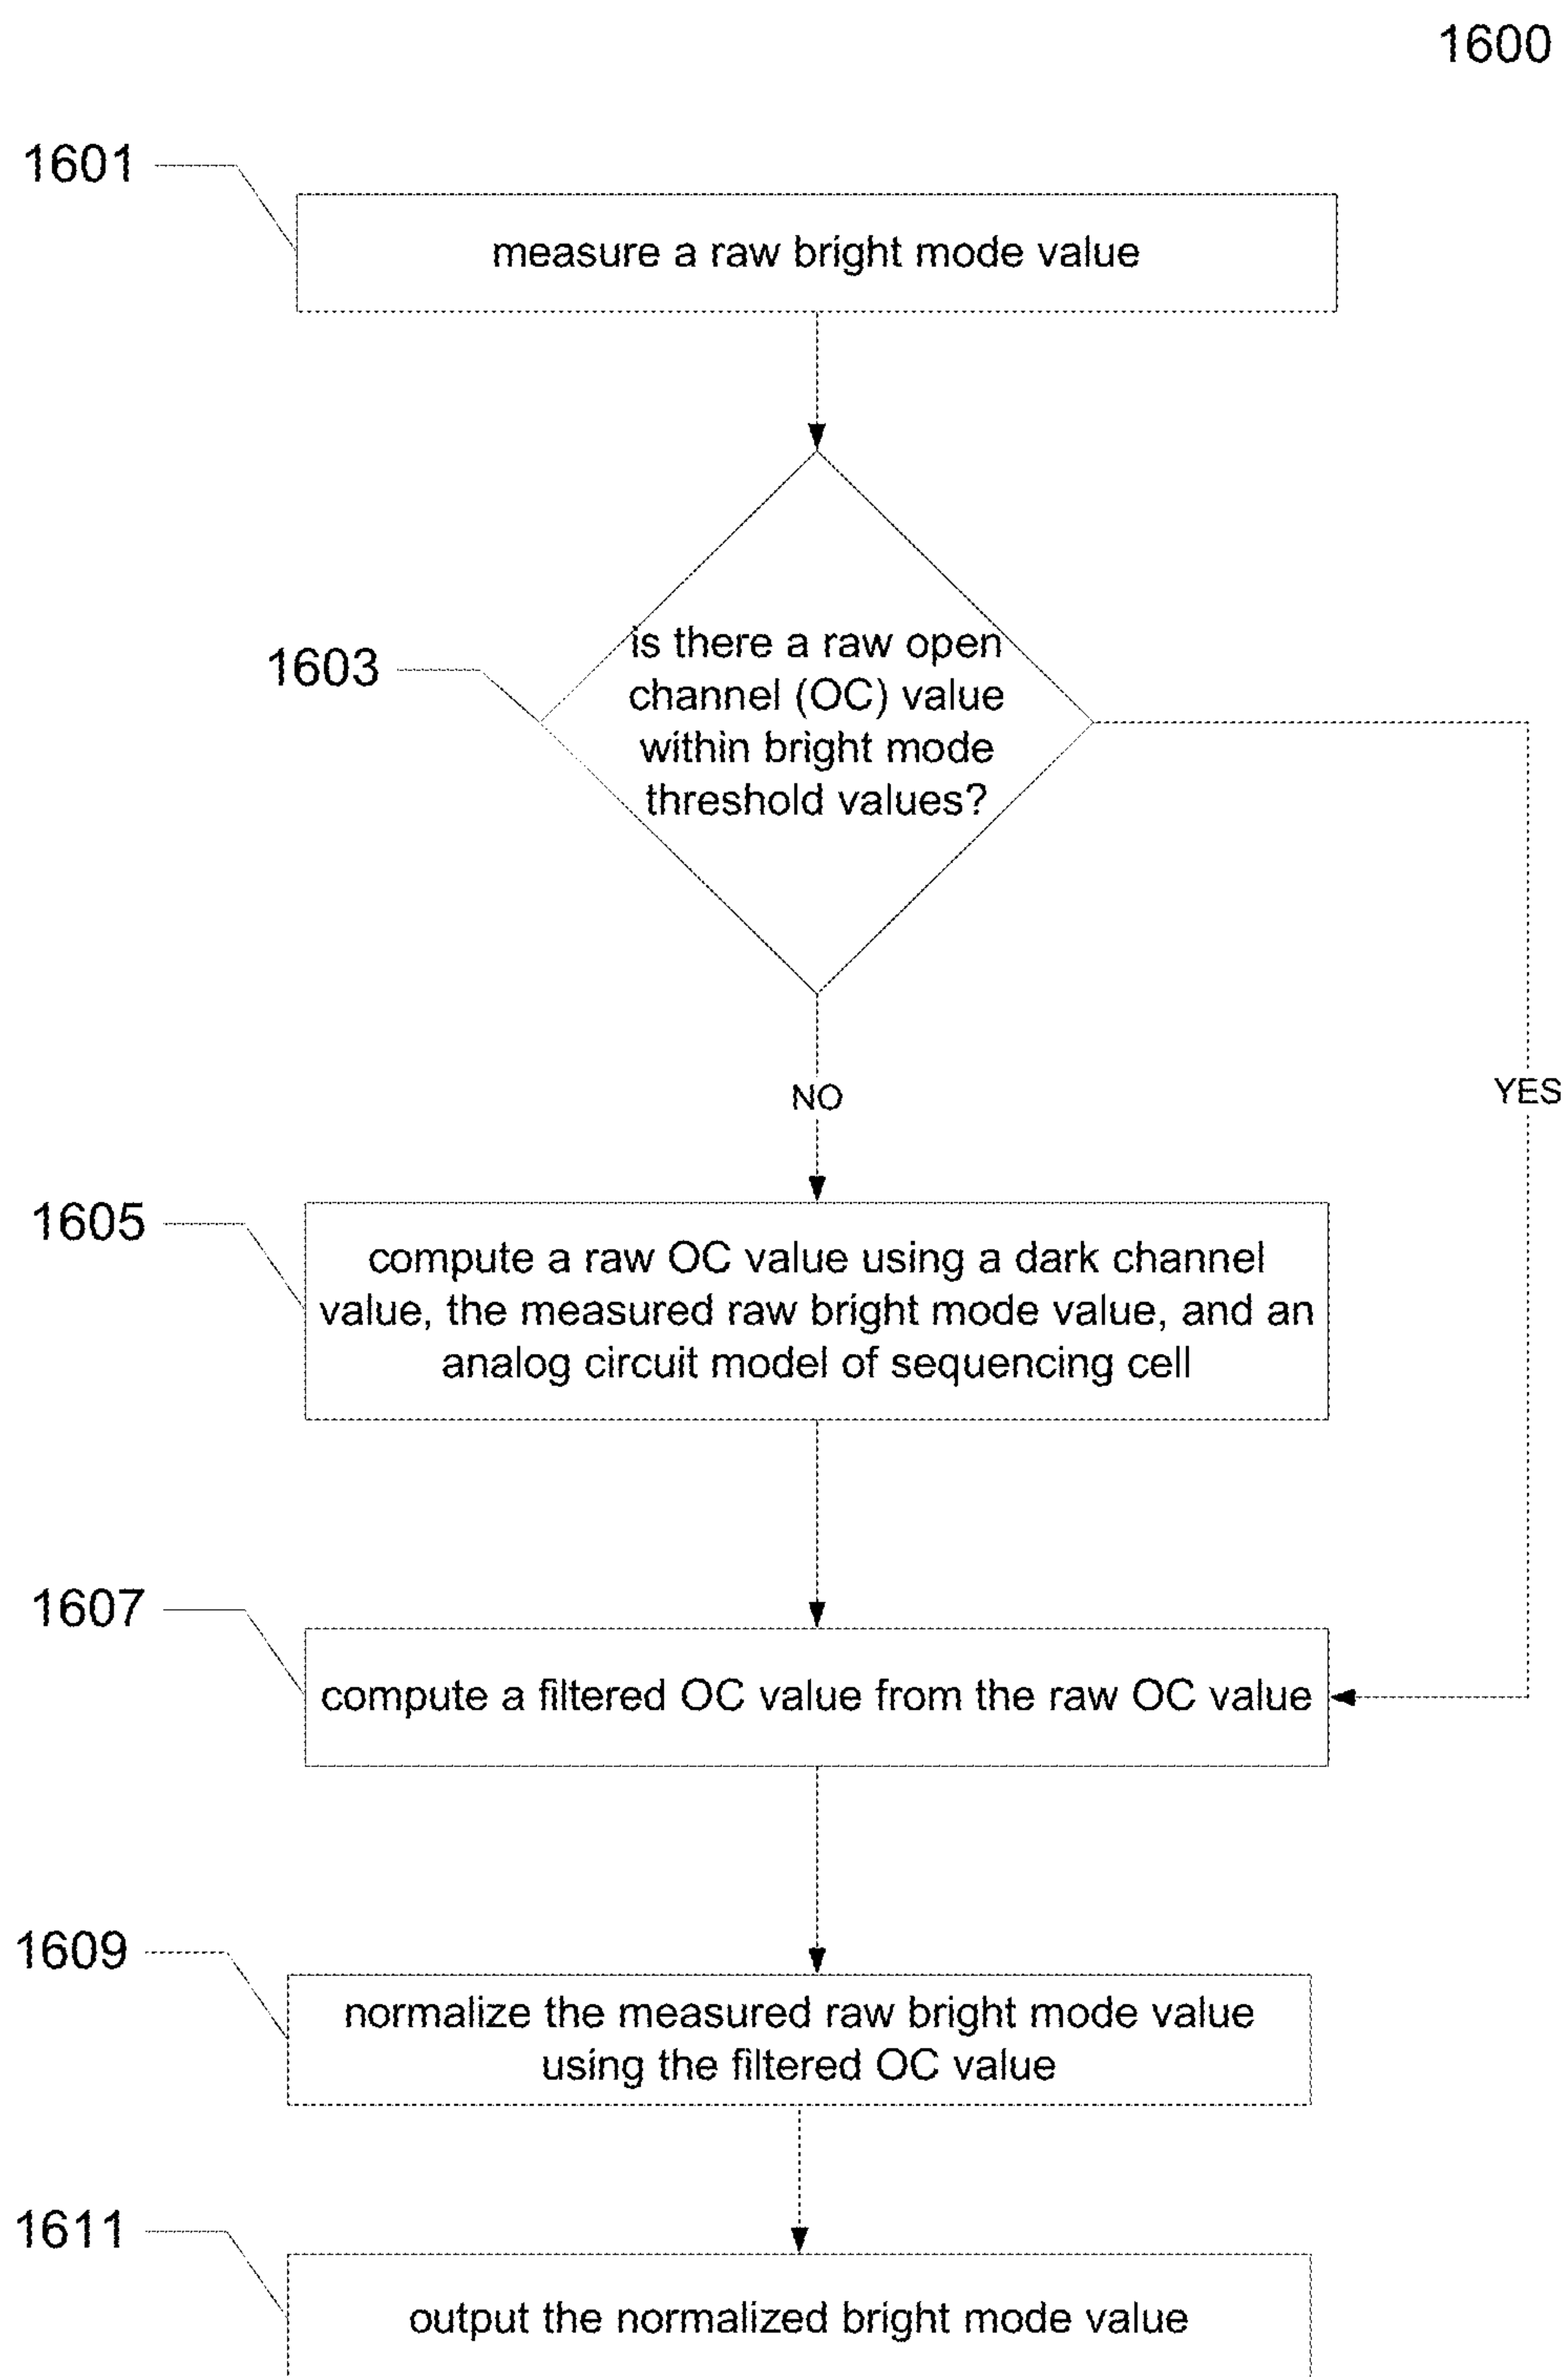 1600
1601
measure a raw bright mode value
1603
is there a raw open
channel (OC) value
within bright mode
threshold values?
NO
YES
1605
compute a raw OC value using a dark channel
value, the measured raw bright mode value, and an
analog circuit model of sequencing cell
1607
compute a filtered OC value from the raw OC value
1609
normalize the measured raw bright mode value
using the filtered OC value
1611
output the normalized bright mode value